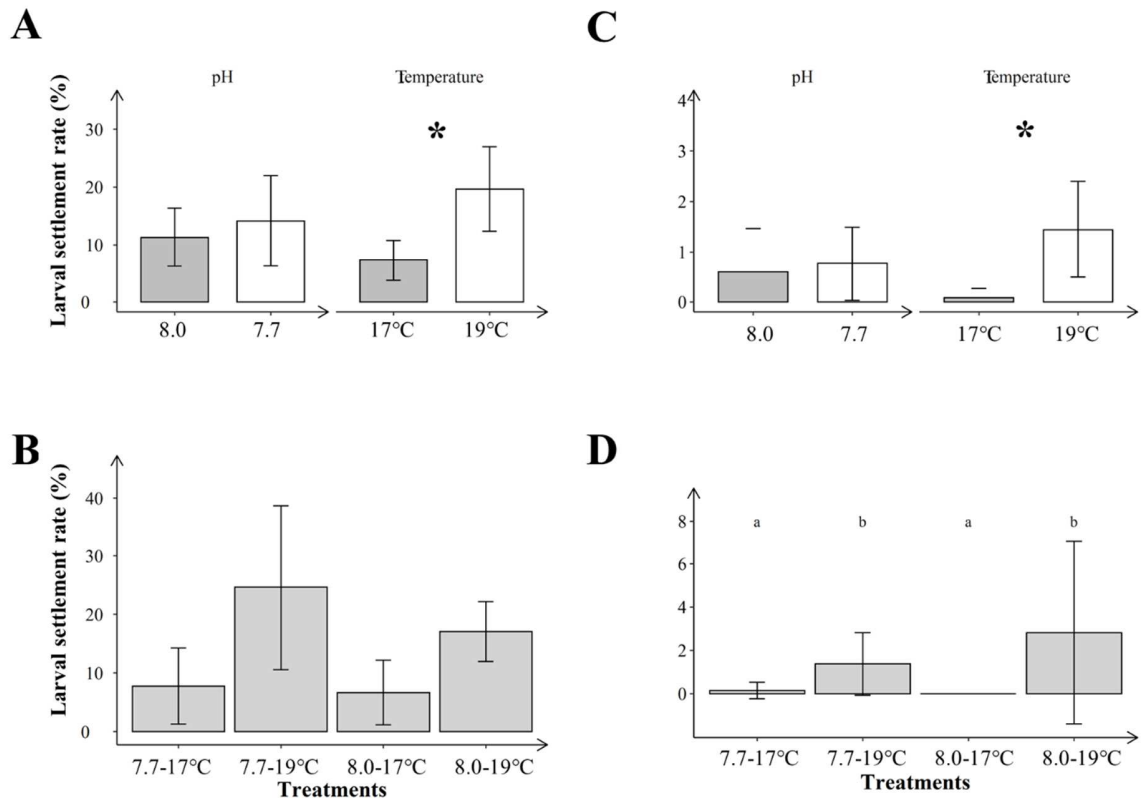 A
pH
Temperature
Larval settlement rate (%)
30
20
10
0
*
8.0
7.7
17°C
19°C
C
pH
Temperature
4
3
2
1
0
*
8.0
7.7
17°C
19°C
B
Larval settlement rate (%)
40
30
20
10
0
7.7-17°C
7.7-19°C
8.0-17°C
8.0-19°C
Treatments
D
8
6
4
2
0
a
b
a
b
7.7-17°C
7.7-19°C
8.0-17°C
8.0-19°C
Treatments